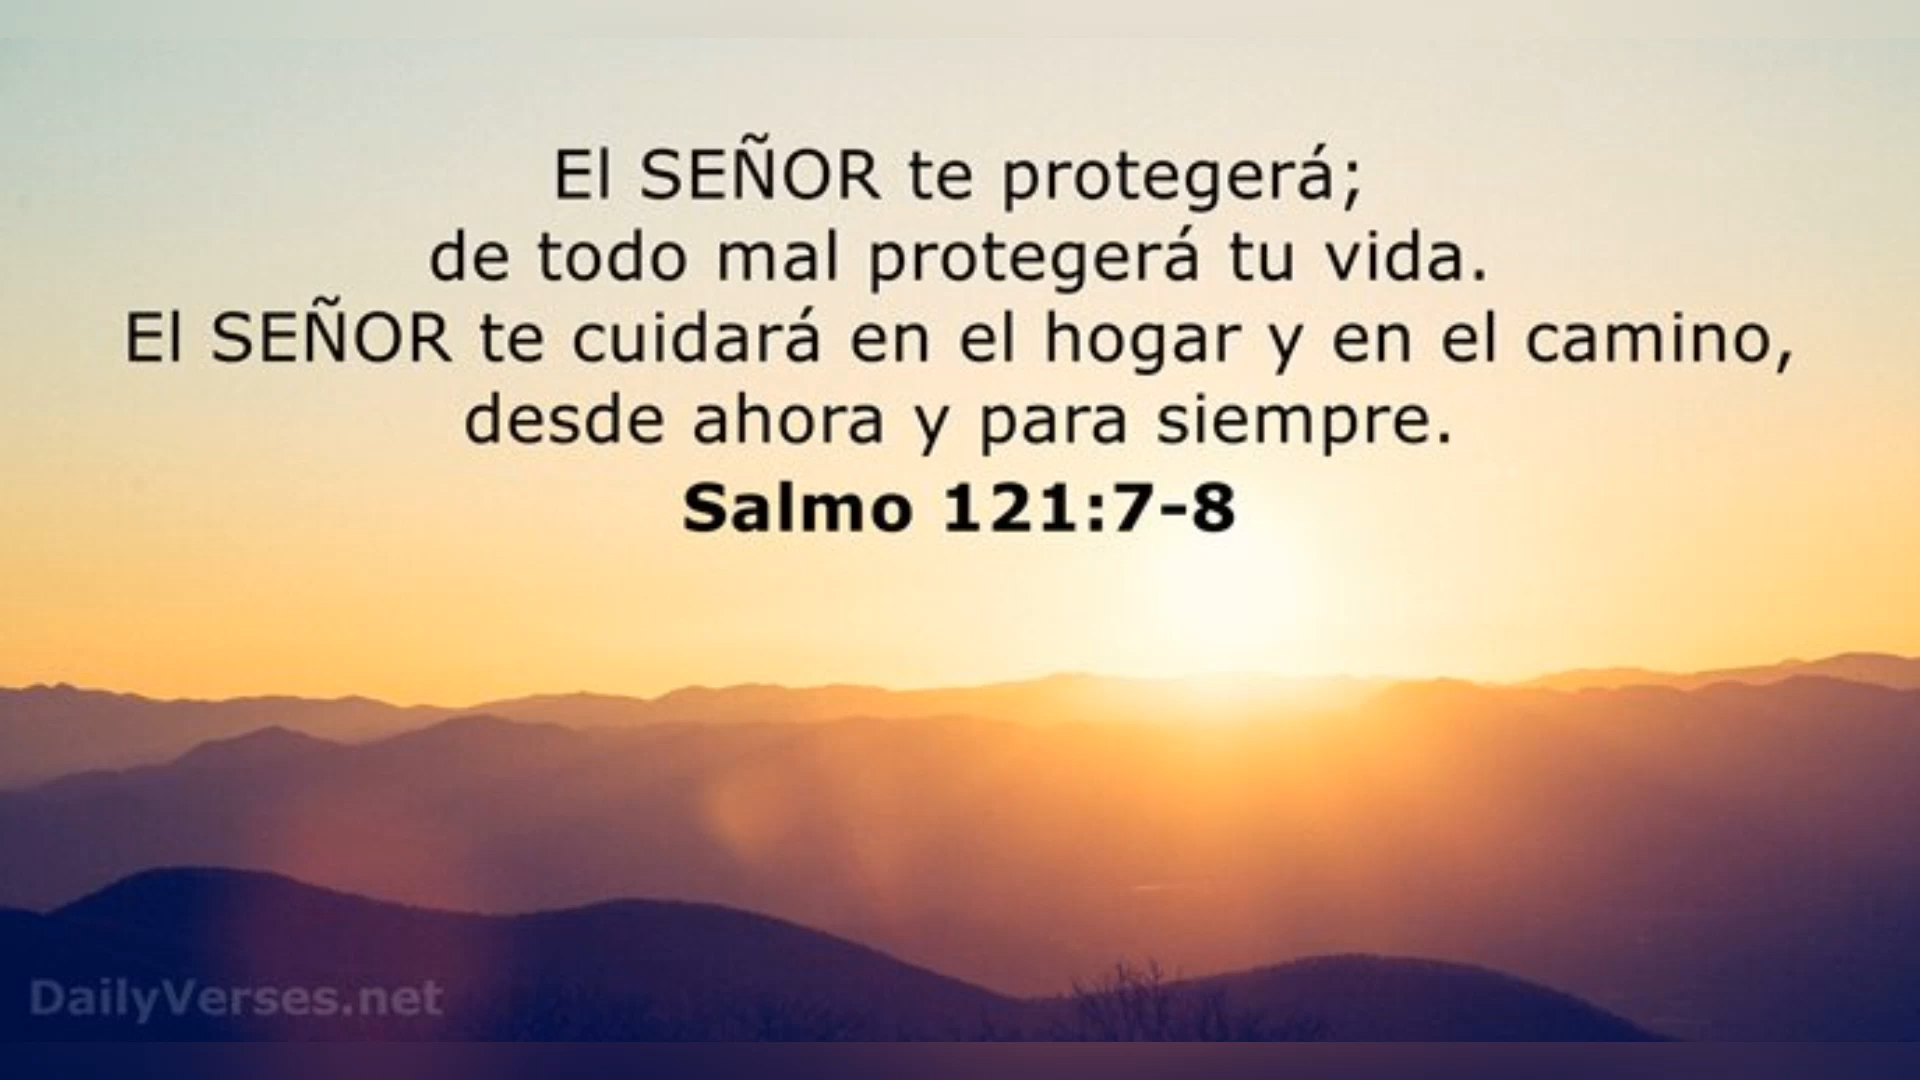 El SEÑOR te protegerá;
de todo mal protegerá tu vida.
El SEÑOR te cuidará en el hogar y en el camino,
desde ahora y para siempre.
Salmo 121:7-8
DailyVerses.net